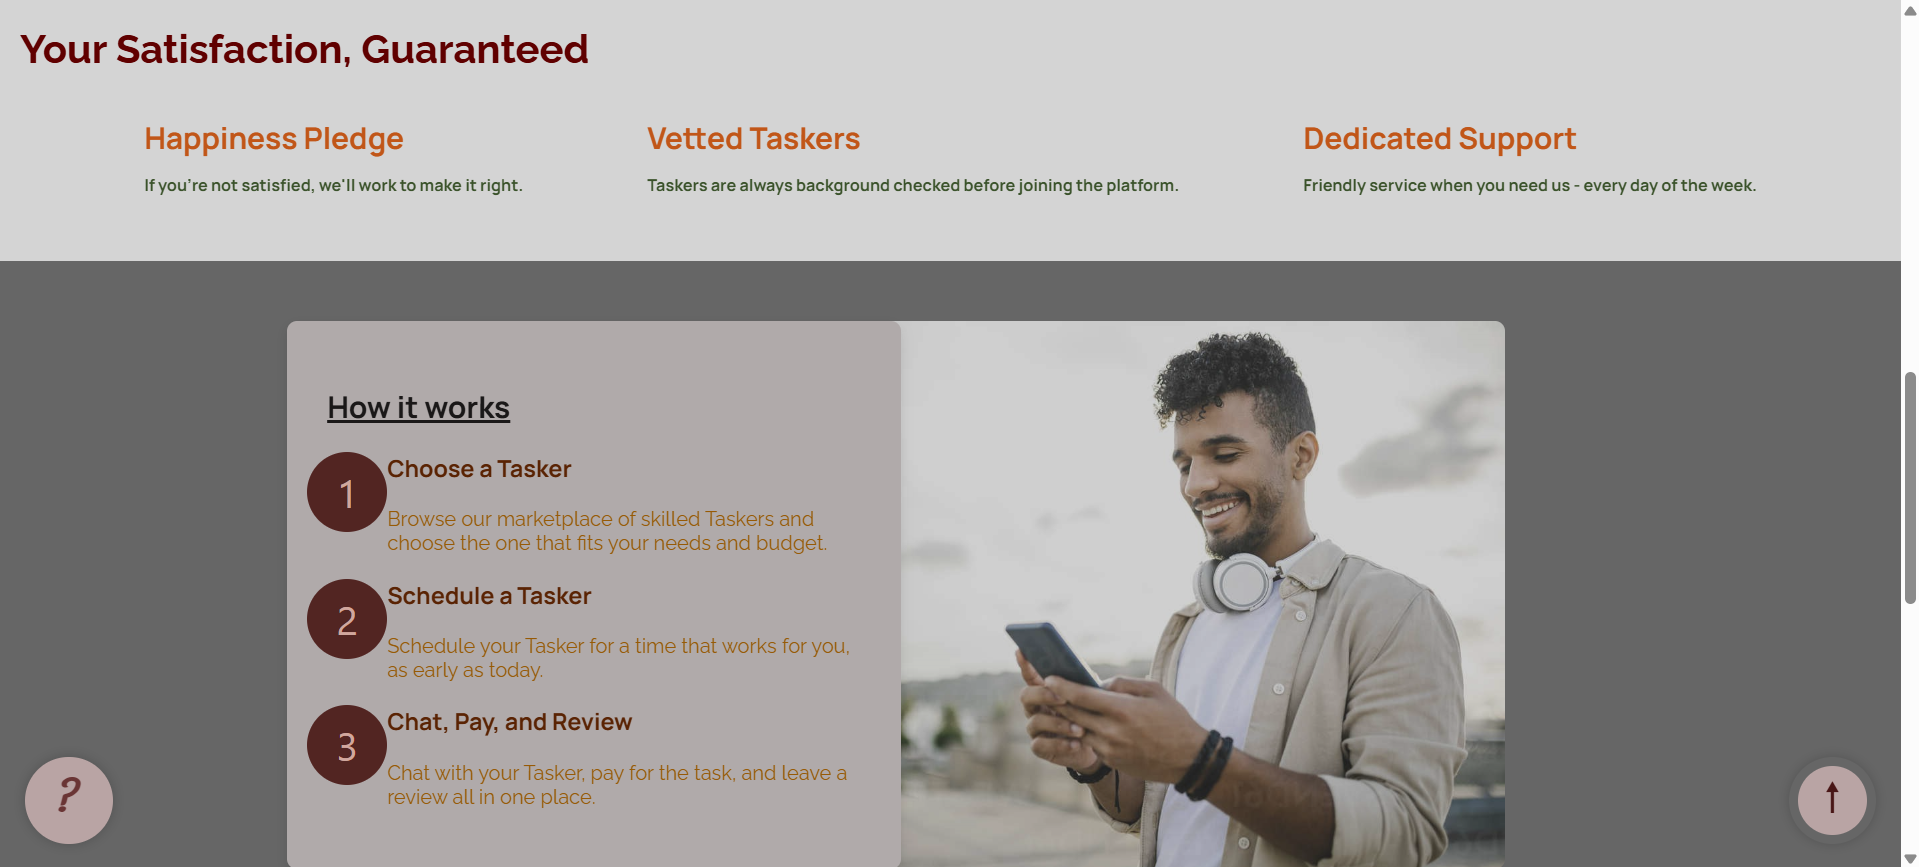 Your Satisfaction, Guaranteed
Happiness Pledge
If you're not satisfied, we'll work to make it right.
Vetted Taskers
Taskers are always background checked before joining the platform.
Dedicated Support
Friendly service when you need us - every day of the week.
How it works
1
Choose a Tasker
Browse our marketplace of skilled Taskers and
choose the one that fits your needs and budget.
2
Schedule a Tasker
Schedule your Tasker for a time that works for you,
as early as today.
3
Chat, Pay, and Review
Chat with your Tasker, pay for the task, and leave a
review all in one place.
?